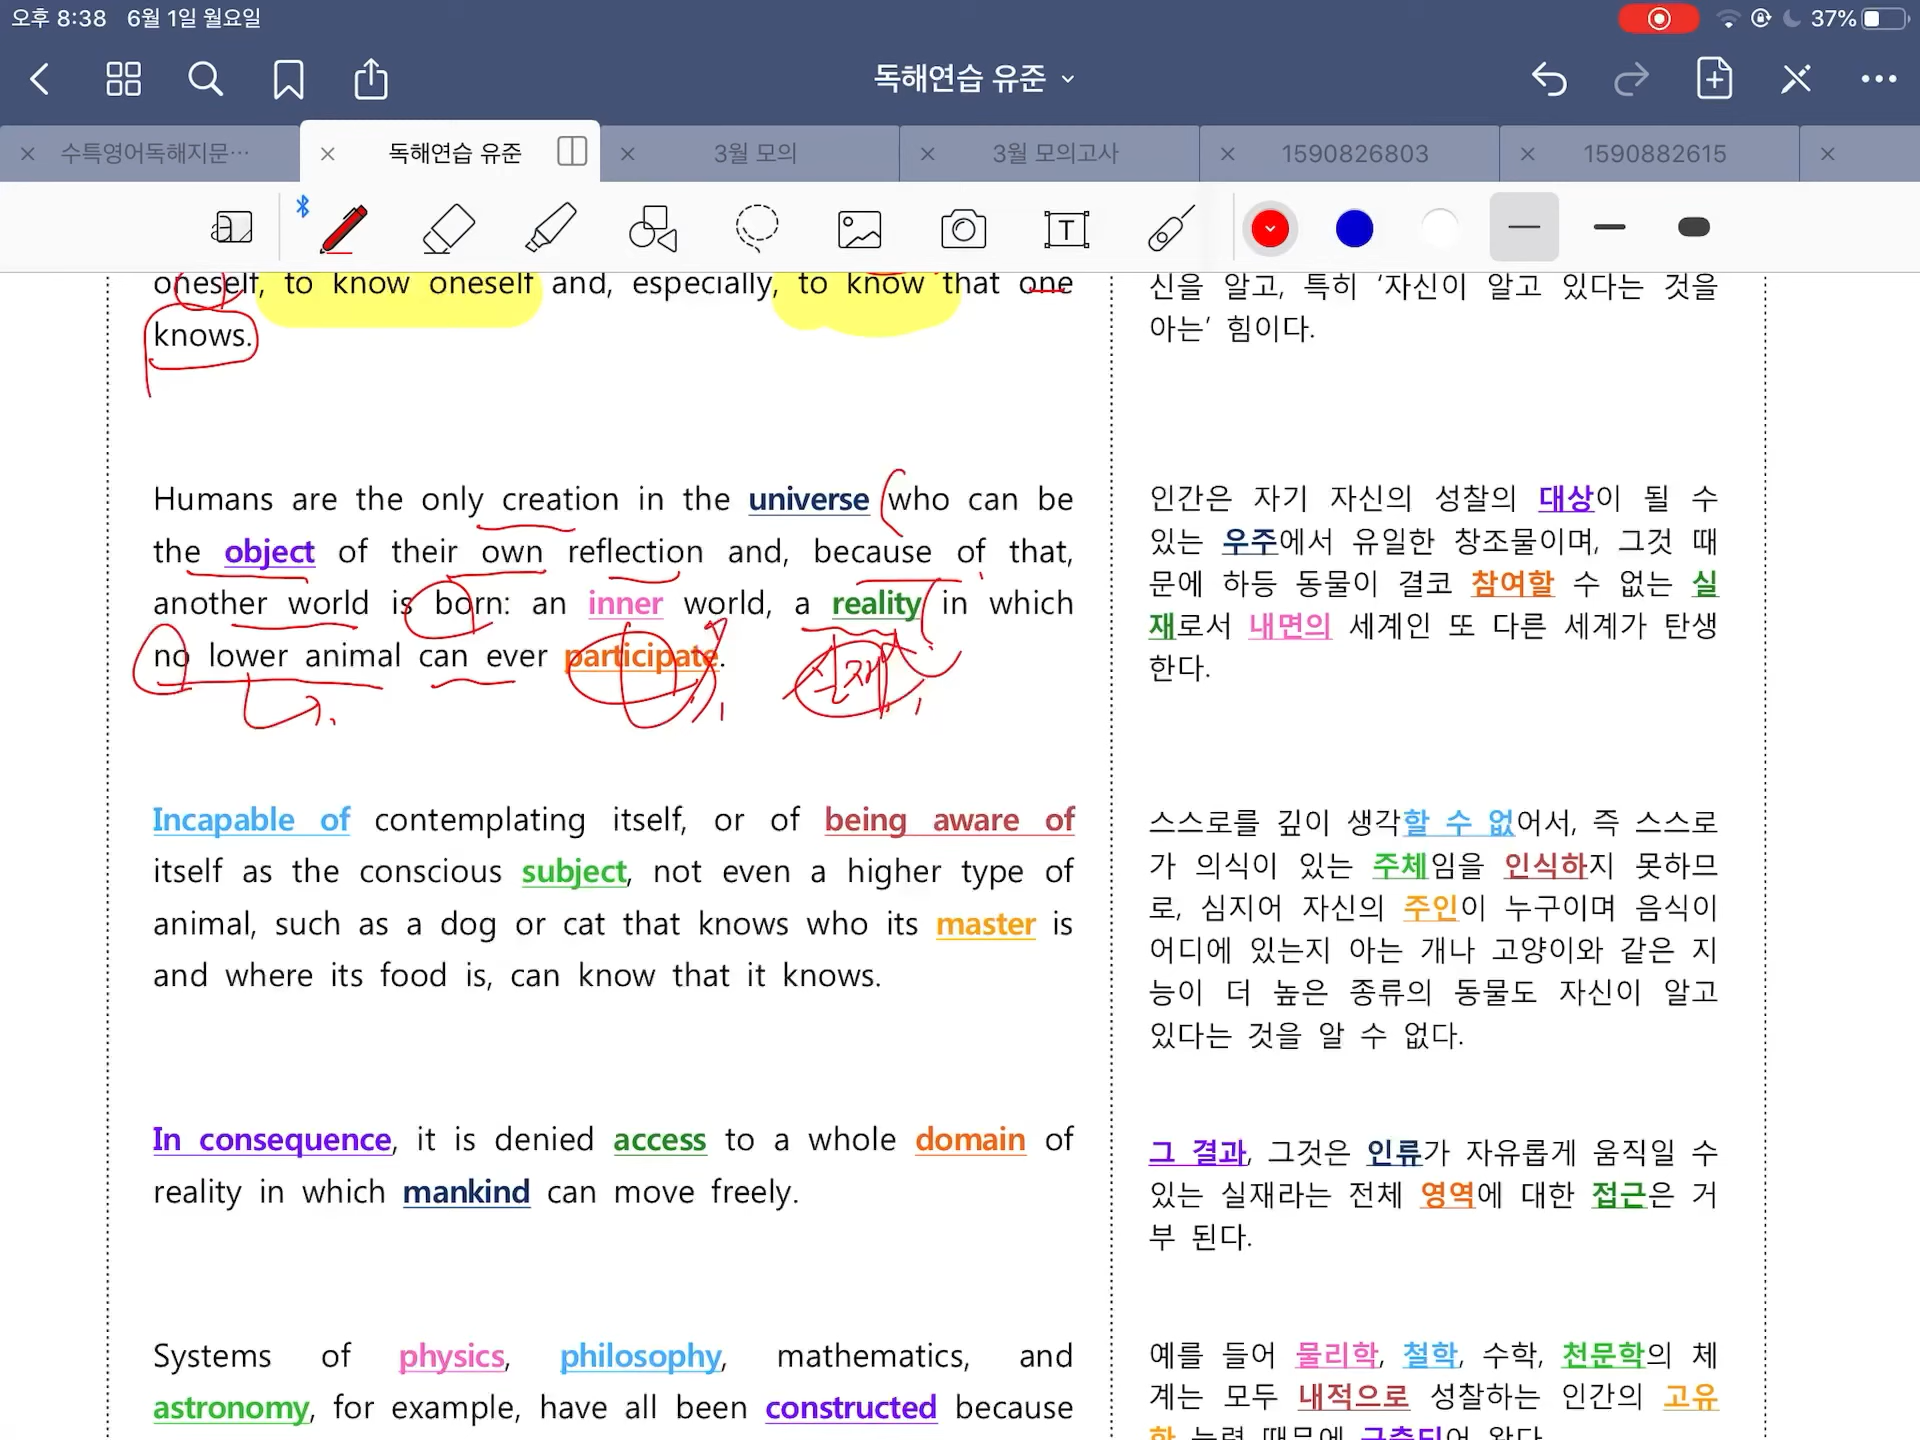 오후 8:38 6월 1일 월요일
37%
독해연습 유준
수특영어독해지문…
독해연습 유준
3월 모의
3월 모의고사
1590826803
1590882615
oneself, to know oneself and, especially, to know that one
knows.
Humans are the only creation in the universe who can be
the object of their own reflection and, because of that,
another world is born: an inner world, a reality in which
no lower animal can ever participate.
실재
Incapable of contemplating itself, or of being aware of
itself as the conscious subject, not even a higher type of
animal, such as a dog or cat that knows who its master is
and where its food is, can know that it knows.
In consequence, it is denied access to a whole domain of
reality in which mankind can move freely.
Systems of physics, philosophy, mathematics, and
astronomy, for example, have all been constructed because
신을 알고, 특히 ‘자신이 알고 있다는 것을
아는’ 힘이다.
인간은 자기 자신의 성찰의 대상이 될 수
있는 우주에서 유일한 창조물이며, 그것 때
문에 하등 동물이 결코 참여할 수 없는 실
재로서 내면의 세계인 또 다른 세계가 탄생
한다.
스스로를 깊이 생각할 수 없어서, 즉 스스로
가 의식이 있는 주체임을 인식하지 못하므
로, 심지어 자신의 주인이 누구이며 음식이
어디에 있는지 아는 개나 고양이와 같은 지
능이 더 높은 종류의 동물도 자신이 알고
있다는 것을 알 수 없다.
그 결과, 그것은 인류가 자유롭게 움직일 수
있는 실재라는 전체 영역에 대한 접근은 거
부 된다.
예를 들어 물리학, 철학, 수학, 천문학의 체
계는 모두 내적으로 성찰하는 인간의 고유
한 능력 때문에 구축되어 왔다.